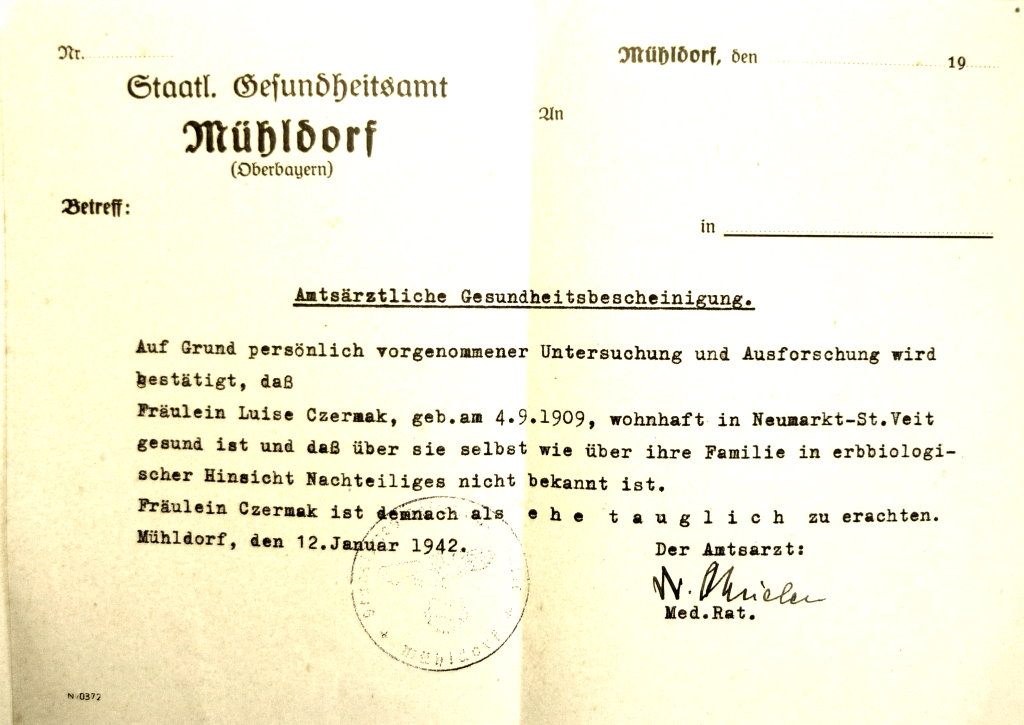 Nr.
Mühldorf, den 19
Staatl. Gesundheitsamt
An
Mühldorf
(Oberbayern)
Betreff:
in
Amtsärztliche Gesundheitsbescheinigung.
Auf Grund persönlich vorgenommener Untersuchung und Ausforschung wird
bestätigt, daß
Fräulein Luise Czermak, geb.am 4.9.1909, wohnhaft in Neumarkt-St.Veit
gesund ist und daß über sie selbst wie über ihre Familie in erbbiologi-
scher Hinsicht Nachteiliges nicht bekannt ist.
Fräulein Czermak ist demnach als e h e t a u g l i c h zu erachten.
Mühldorf, den 12.Januar 1942.
Der Amtsarzt:
Med.Rat.
N/0372